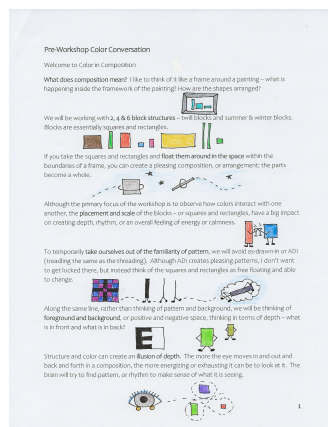 Pre-Workshop Color Conversation
Welcome to Color in Composition
What does composition mean? I like to think of it like a frame around a painting – what is
happening inside the framework of the painting? How are the shapes arranged?
We will be working with 2, 4 & 6 block structures – twill blocks and summer & winter blocks.
Blocks are essentially squares and rectangles.
If you take the squares and rectangles and float them around in the space within the
boundaries of a frame, you can create a pleasing composition, or arrangement; the parts
become a whole.
Although the primary focus of the workshop is to observe how colors interact with one
another, the placement and scale of the blocks – or squares and rectangles, have a big impact
on creating depth, rhythm, or an overall feeling of energy or calmness.
To temporarily take ourselves out of the familiarity of pattern, we will avoid as-drawn-in or ADI
(treadling the same as the threading). Although ADI creates pleasing patterns, I don't want
to get locked there, but instead think of the squares and rectangles as free floating and able
to change.
Along the same line, rather than thinking of pattern and background, we will be thinking of
foreground and background, or positive and negative space, thinking in terms of depth – what
is in front and what is in back?
Structure and color can create an illusion of depth. The more the eye moves in and out and
back and forth in a composition, the more energizing or exhausting it can be to look at it. The
brain will try to find pattern, or rhythm to make sense of what it is seeing.
1